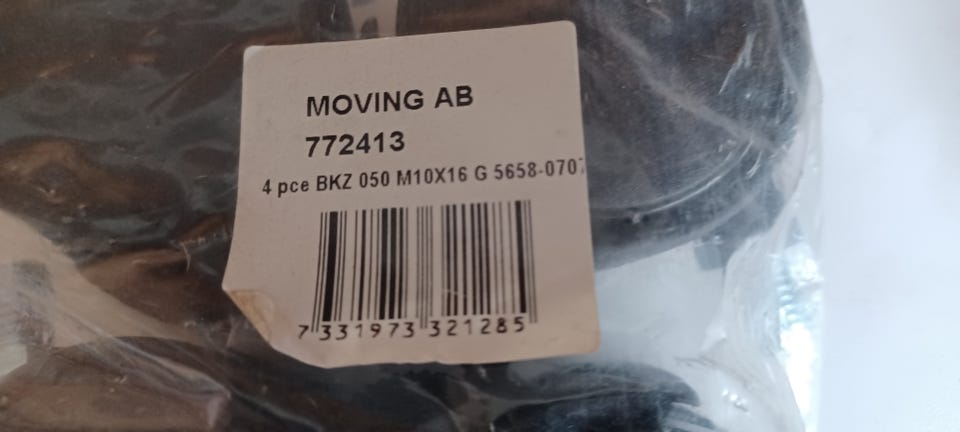 MOVING AB
772413
4 pce BKZ 050 M10X16 G 5658-0707
7 331973 321285